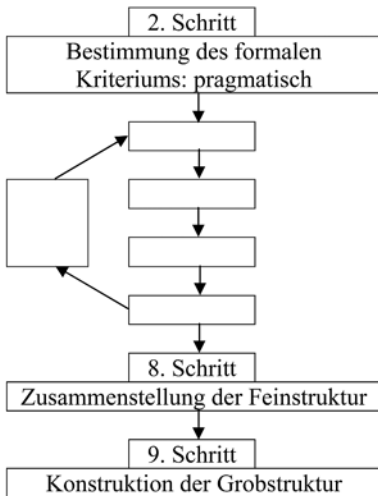 2. Schritt
Bestimmung des formalen
Kriteriums: pragmatisch
8. Schritt
Zusammenstellung der Feinstruktur
9. Schritt
Konstruktion der Grobstruktur